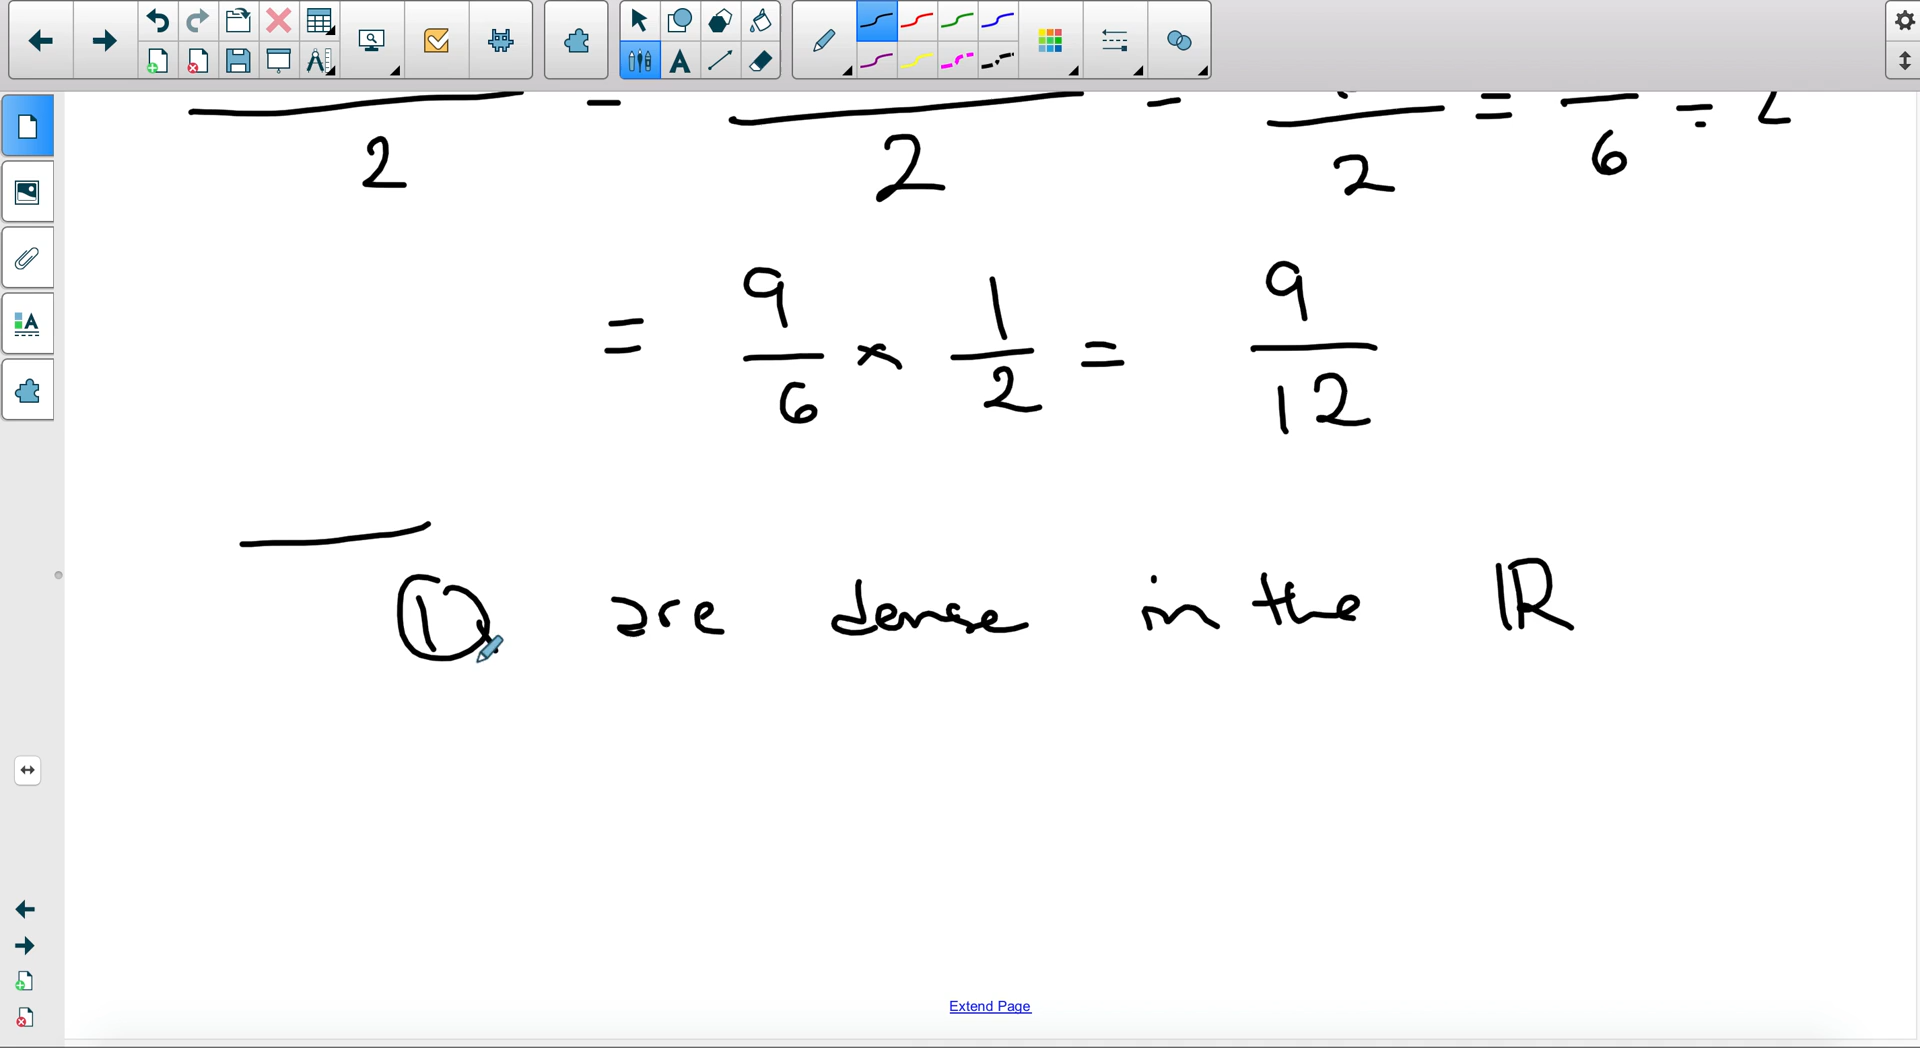 2 - 2 - 2 = 6 ÷ 2
= 9/6 × 1/2 = 9/12
ℚ are dense in the ℝ
Extend Page